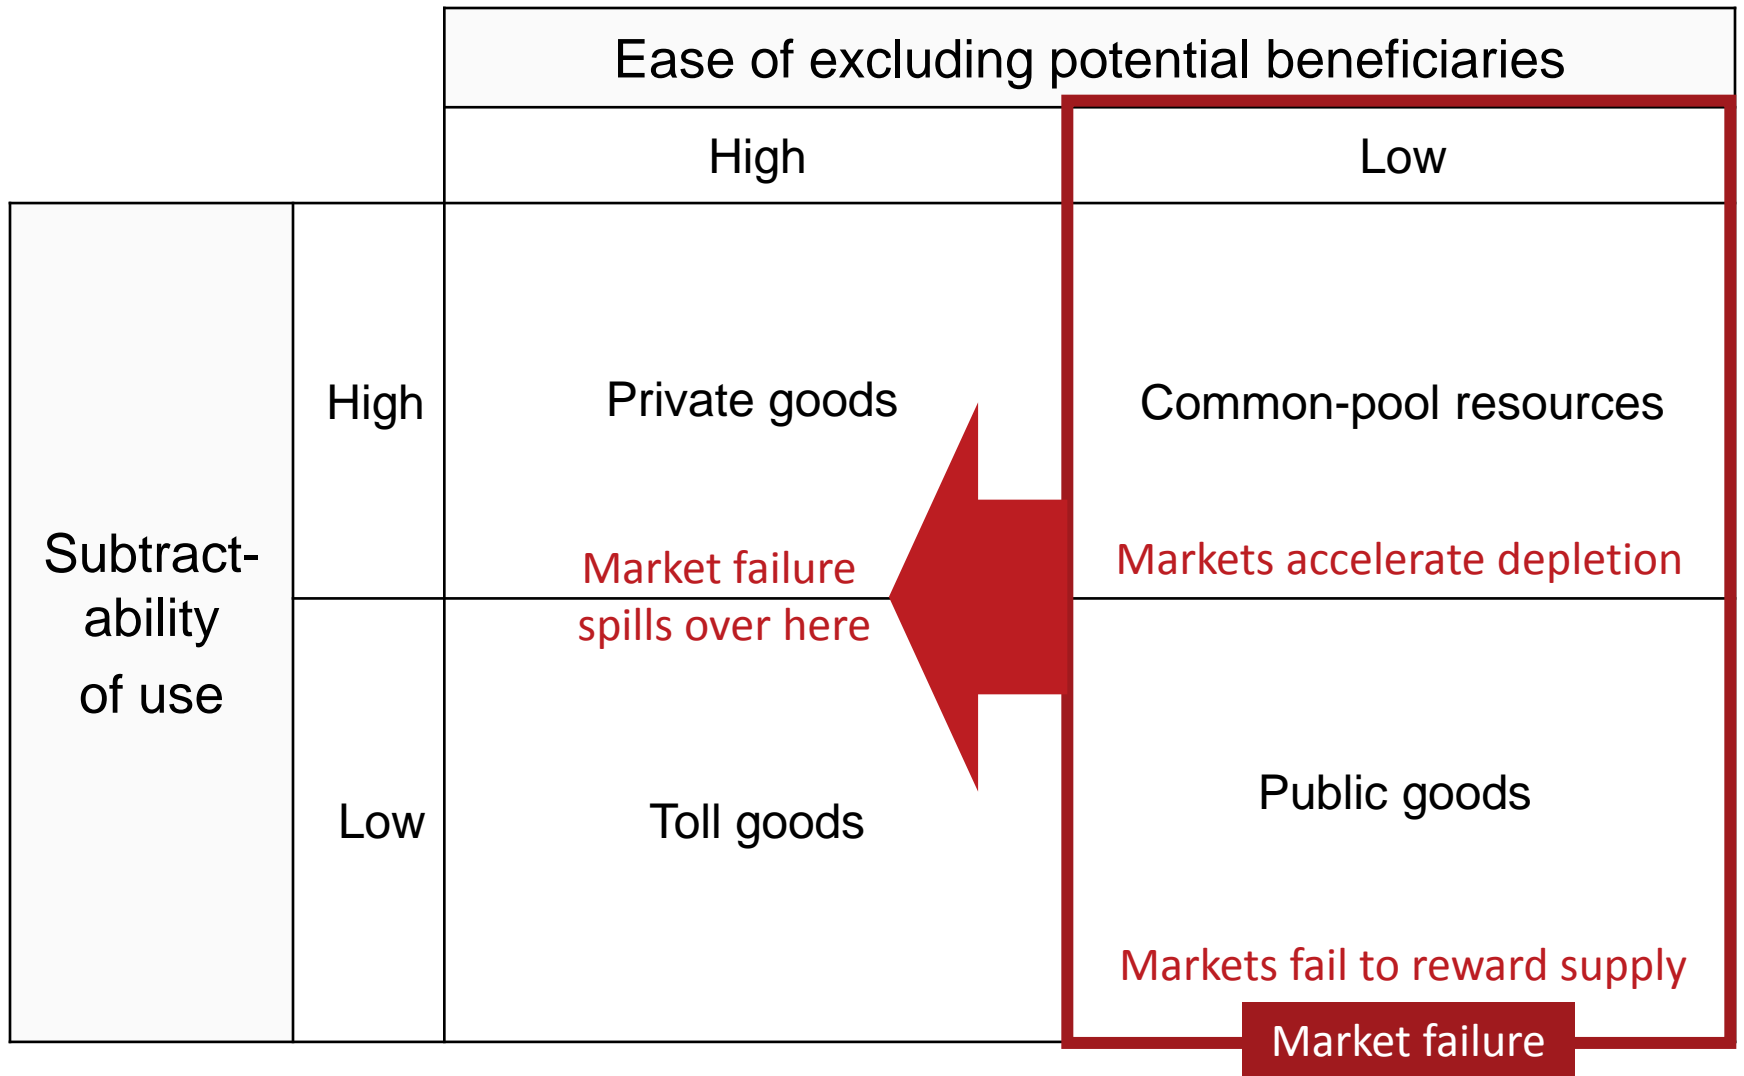 Ease of excluding potential beneficiaries
High
Low
Subtract-
ability
of use
High
Private goods
Common-pool resources
Market failure
spills over here
Markets accelerate depletion
Low
Toll goods
Public goods
Markets fail to reward supply
Market failure